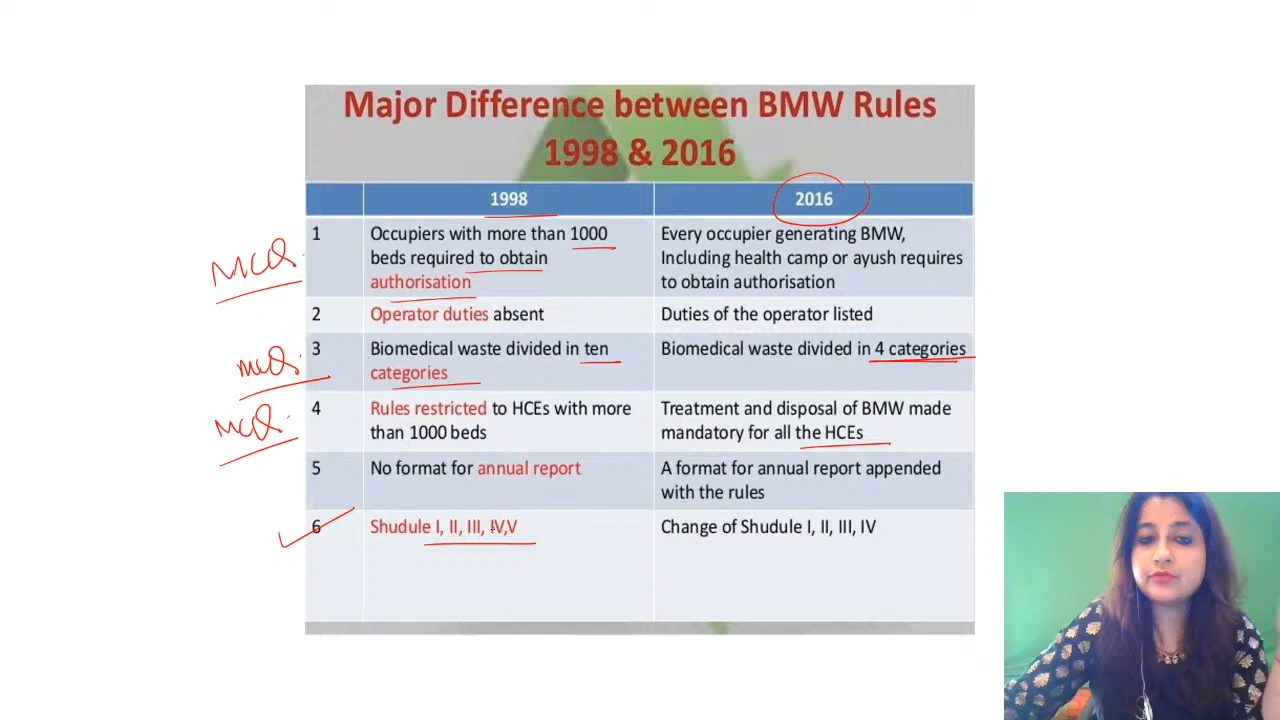 Major Difference between BMW Rules
1998 & 2016
1998
2016
MCQ.
1
Occupiers with more than 1000
beds required to obtain
authorisation
Every occupier generating BMW,
Including health camp or ayush requires
to obtain authorisation
2
Operator duties absent
Duties of the operator listed
MCQ.
3
Biomedical waste divided in ten
categories
Biomedical waste divided in 4 categories
MCQ.
4
Rules restricted to HCEs with more
than 1000 beds
Treatment and disposal of BMW made
mandatory for all the HCEs
5
No format for annual report
A format for annual report appended
with the rules
6
Shudule I, II, III, IV,V
Change of Shudule I, II, III, IV